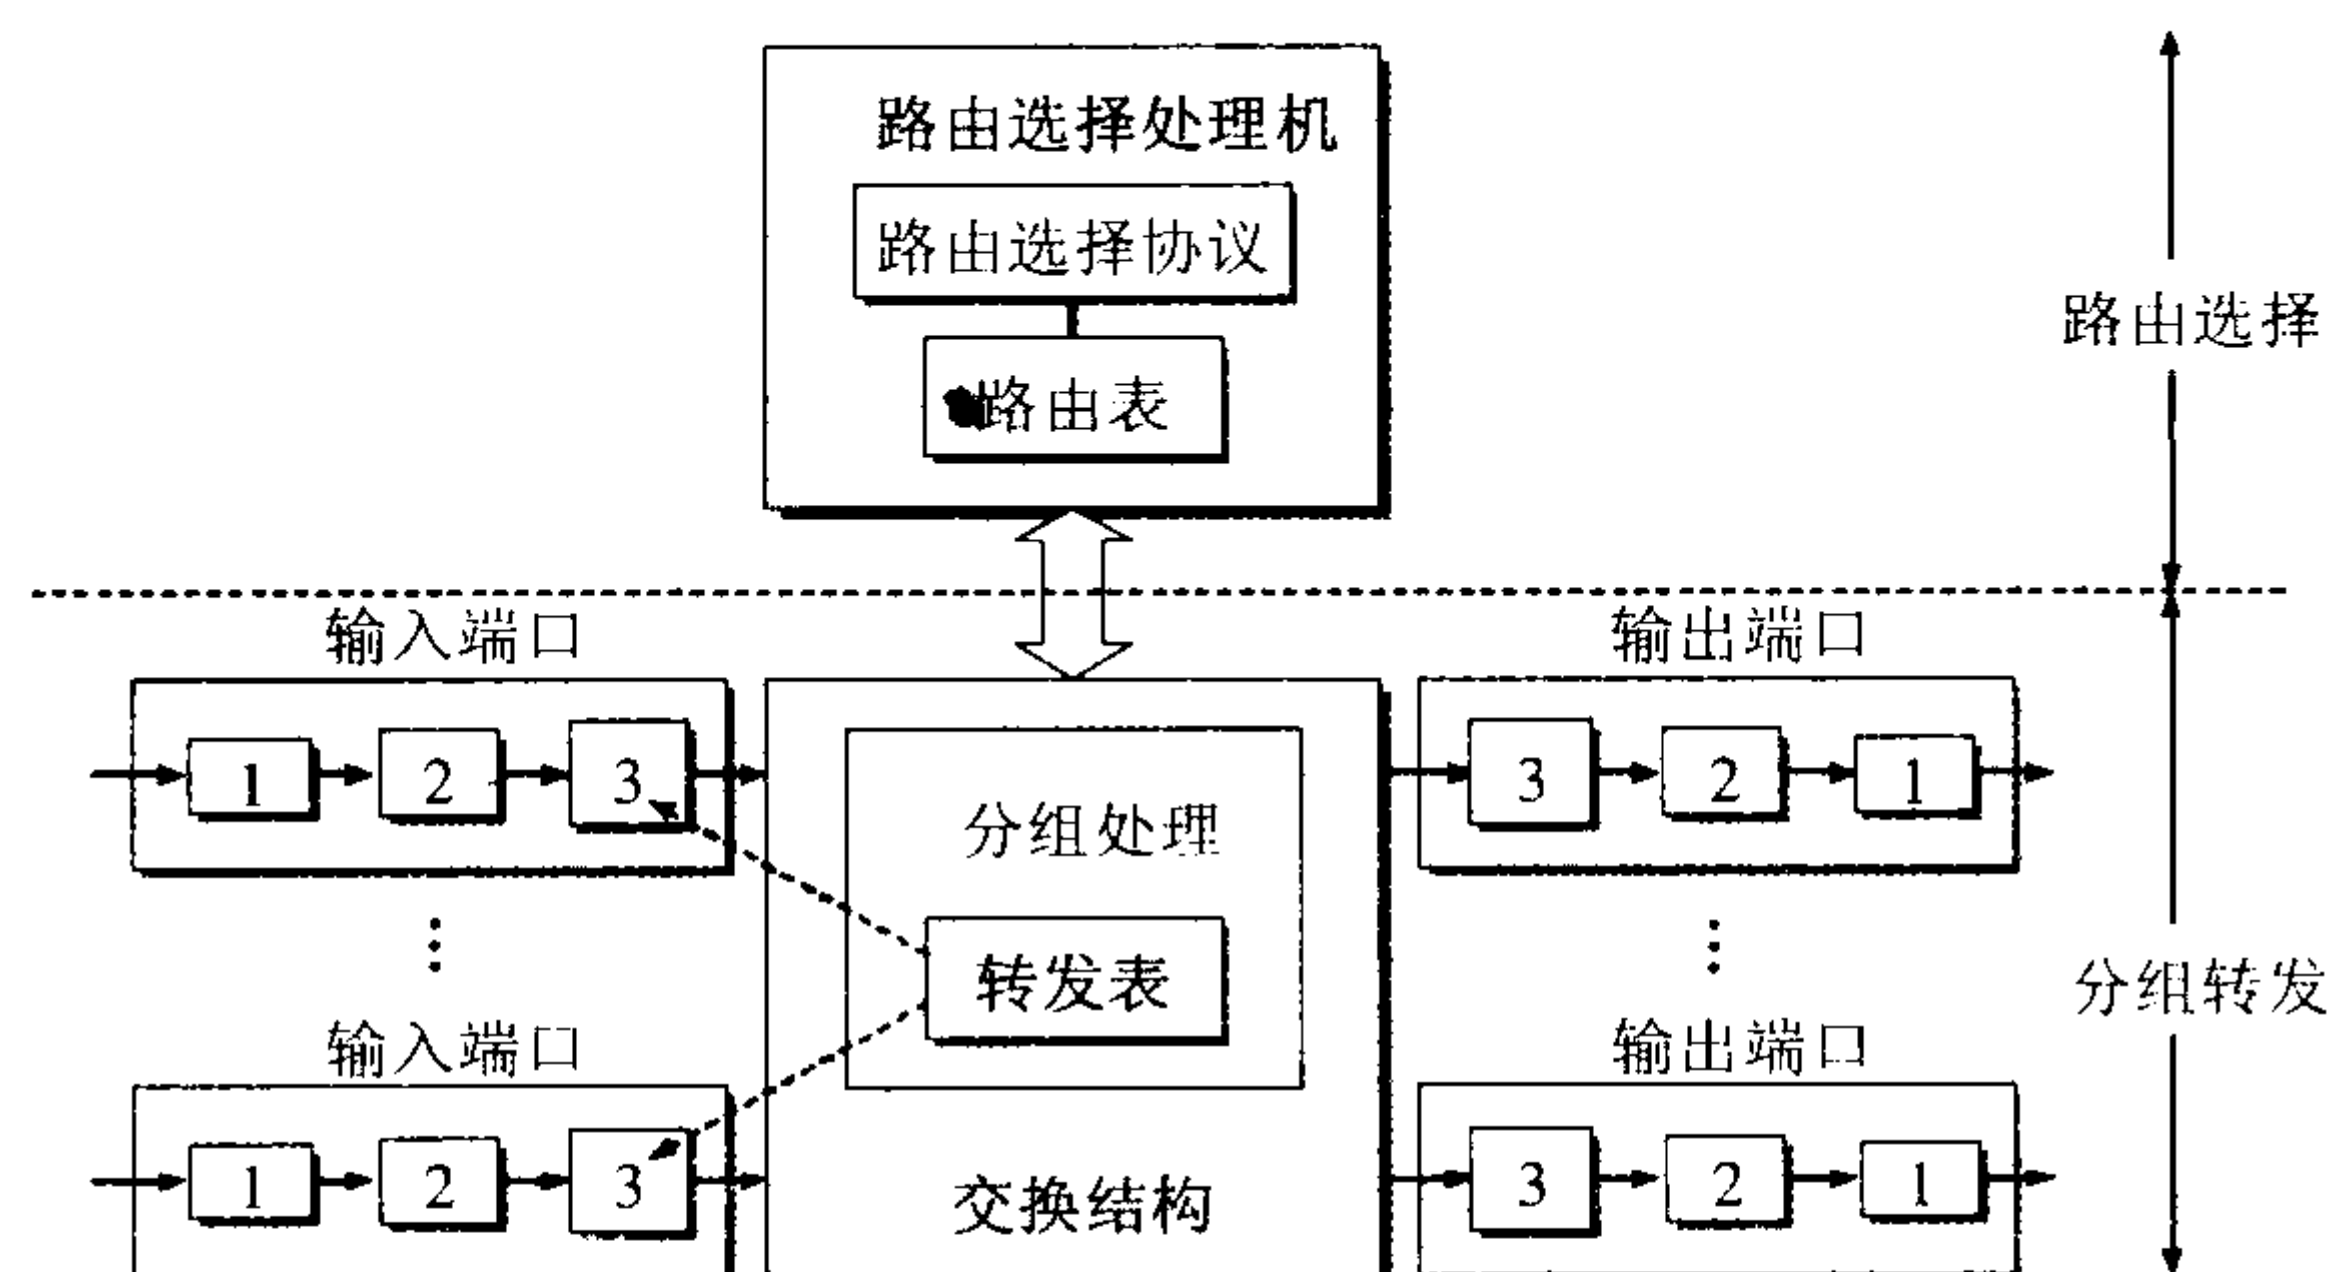 路由选择处理机
路由选择协议
路由表
路由选择
输入端口
输出端口
1
2
3
3
2
1
分组处理
转发表
分组转发
输入端口
输出端口
1
2
3
3
2
1
交换结构